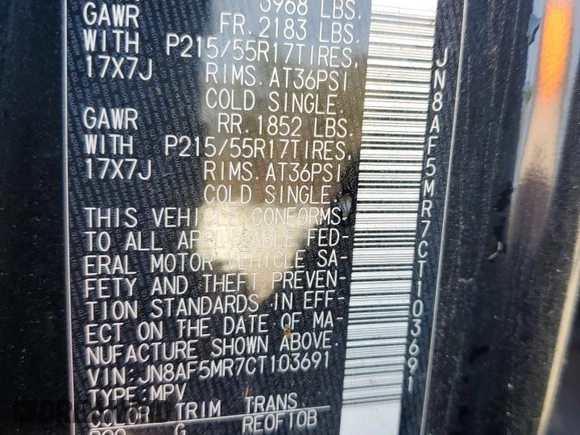 3968 LBS.
GAWR FR. 2183 LBS.
WITH P215/55R17TIRES,
17X7J RIMS. AT36PSI
COLD SINGLE.
GAWR RR. 1852 LBS.
WITH P215/55R17TIRES,
17X7J RIMS. AT36PSI
COLD SINGLE.
THIS VEHICLE CONFORMS
TO ALL APPLICABLE FED-
ERAL MOTOR VEHICLE SA-
FETY AND THEFT PREVEN-
TION STANDARDS IN EFF-
ECT ON THE DATE OF MA-
NUFACTURE SHOWN ABOVE.
VIN:JN8AF5MR7CT103691
TYPE:MPV
COLOR TRIM TRANS
G RE0F10B
JN8AF5MR7CT103691